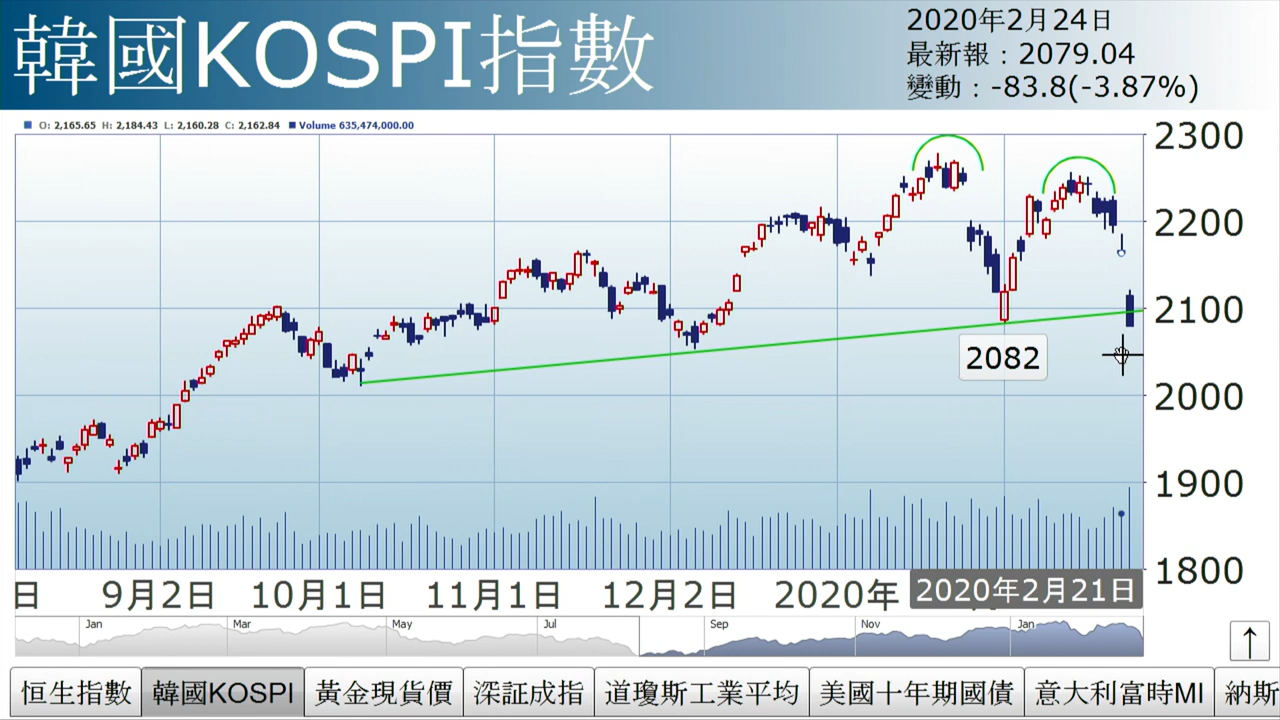 韓國KOSPI指數
2020年2月24日
最新報：2079.04
變動：-83.8(-3.87%)
O: 2,165.65 H: 2,184.43 L: 2,160.28 C: 2,162.84 Volume 635,474,000.00
2300
2200
2100
2082
2000
1900
1800
日 9月2日 10月1日 11月1日 12月2日 2020年 2020年2月21日
Jan Mar May Jul Sep Nov Jan
↑
恒生指數 韓國KOSPI 黃金現貨價 深証成指 道瓊斯工業平均 美國十年期國債 意大利富時MI 納斯